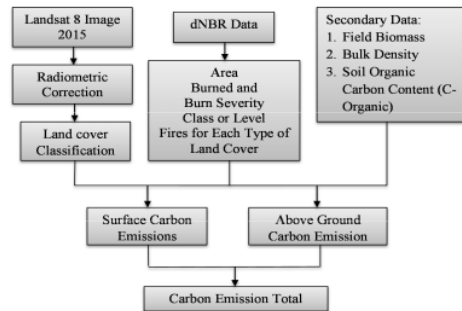 Landsat 8 Image
2015
Radiometric
Correction
Land cover
Classification
dNBR Data
Area
Burned and
Burn Severity
Class or Level
Fires for Each Type of
Land Cover
Secondary Data:
1. Field Biomass
2. Bulk Density
3. Soil Organic
Carbon Content (C-
Organic)
Surface Carbon
Emissions
Above Ground
Carbon Emission
Carbon Emission Total